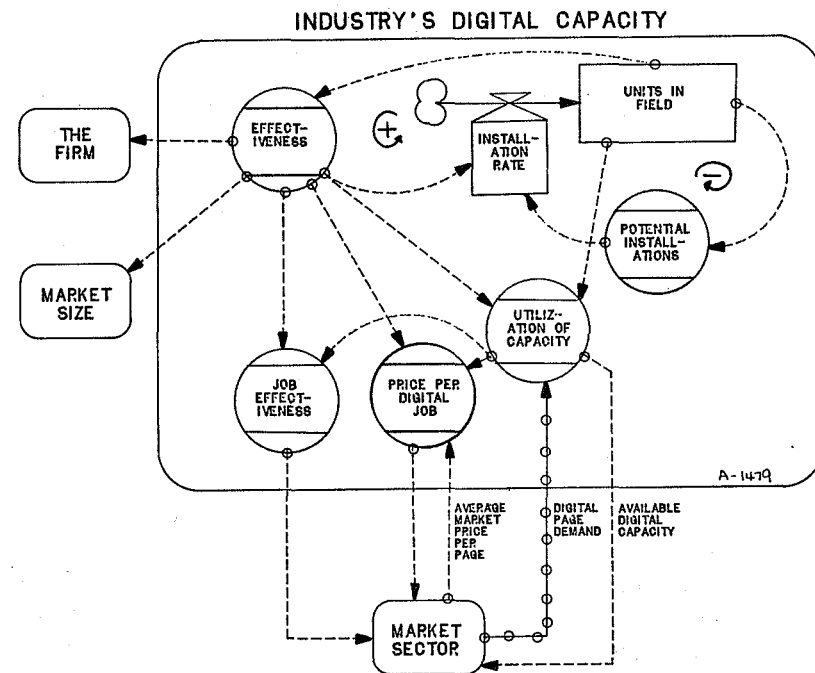 INDUSTRY'S DIGITAL CAPACITY
THE
FIRM
EFFECT-
IVENESS
+
INSTALL-
ATION
RATE
UNITS IN
FIELD
-
POTENTIAL
INSTALL-
ATIONS
MARKET
SIZE
UTILIZ-
ATION OF
CAPACITY
JOB
EFFECT-
IVENESS
PRICE PER
DIGITAL
JOB
A-1479
AVERAGE
MARKET
PRICE
PER
PAGE
DIGITAL
PAGE
DEMAND
AVAILABLE
DIGITAL
CAPACITY
MARKET
SECTOR